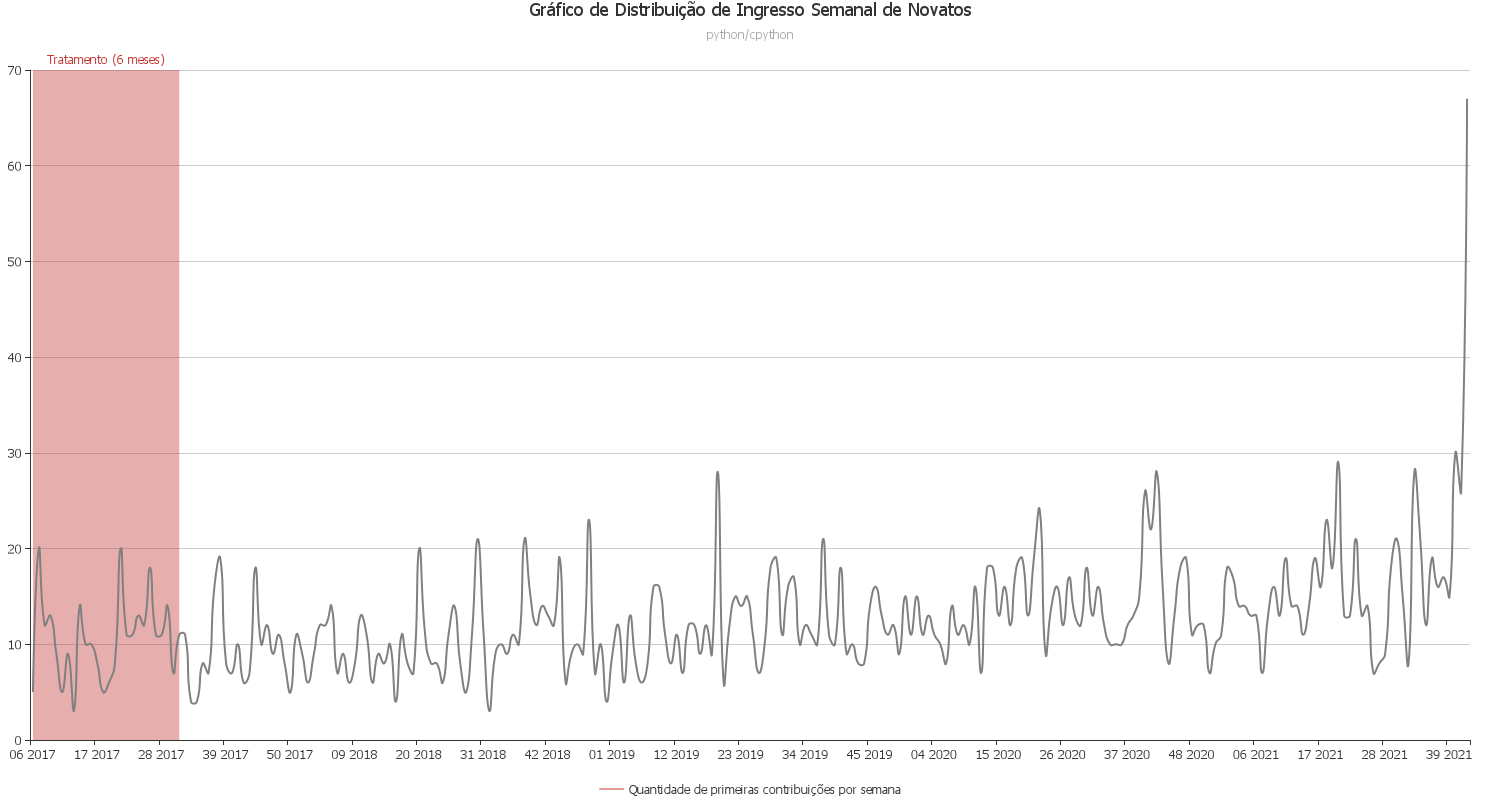 Gráfico de Distribuição de Ingresso Semanal de Novatos
python/cpython
Tratamento (6 meses)
70
60
50
40
30
20
10
0
06 2017 17 2017 28 2017 39 2017 50 2017 09 2018 20 2018 31 2018 42 2018 01 2019 12 2019 23 2019 34 2019 45 2019 04 2020 15 2020 26 2020 37 2020 48 2020 06 2021 17 2021 28 2021 39 2021
Quantidade de primeiras contribuições por semana